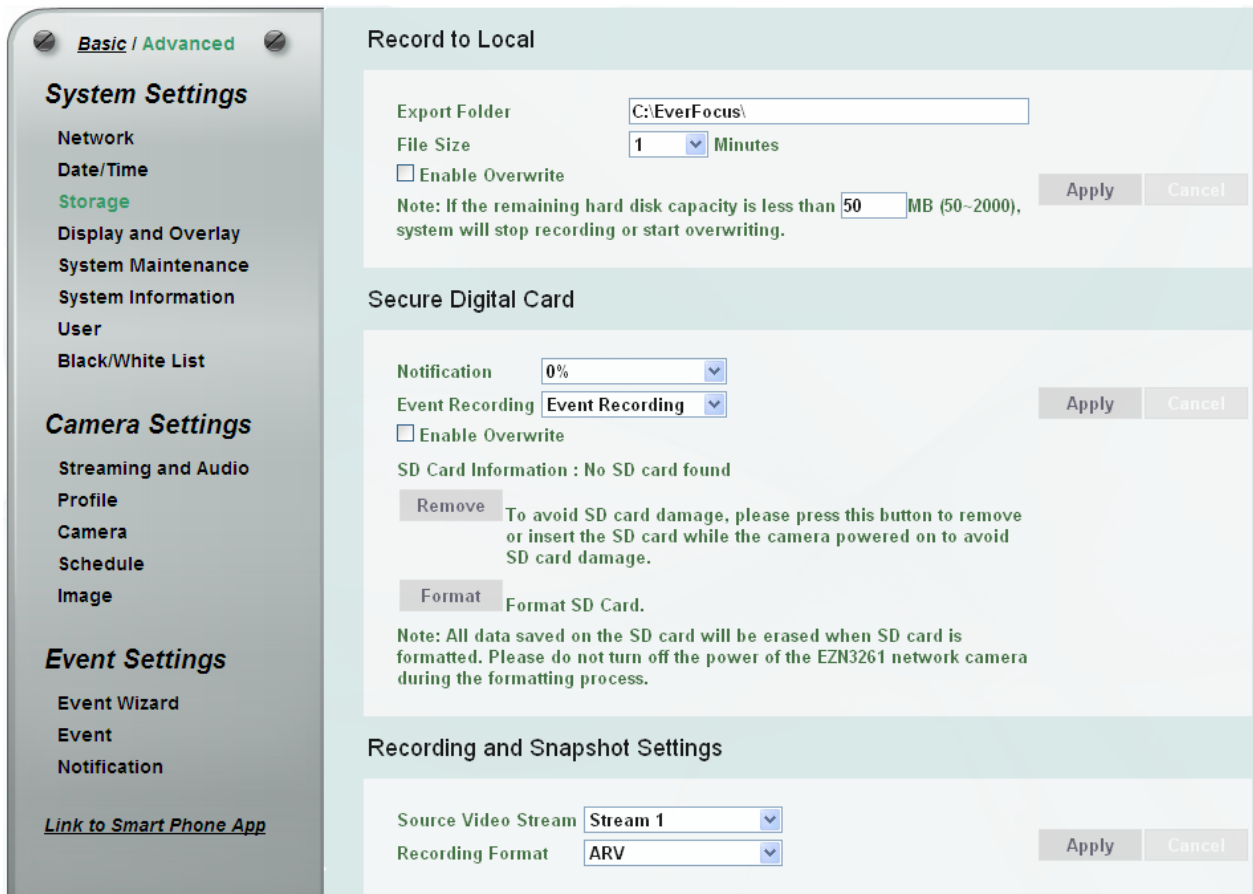 Basic / Advanced
System Settings
Network
Date/Time
Storage
Display and Overlay
System Maintenance
System Information
User
Black/White List
Camera Settings
Streaming and Audio
Profile
Camera
Schedule
Image
Event Settings
Event Wizard
Event
Notification
Link to Smart Phone App
Record to Local
Export Folder C:\EverFocus\
File Size 1 Minutes
Enable Overwrite
Note: If the remaining hard disk capacity is less than 50 MB (50~2000),
system will stop recording or start overwriting.
Apply Cancel
Secure Digital Card
Notification 0%
Event Recording Event Recording
Apply Cancel
Enable Overwrite
SD Card Information : No SD card found
Remove To avoid SD card damage, please press this button to remove
or insert the SD card while the camera powered on to avoid
SD card damage.
Format Format SD Card.
Note: All data saved on the SD card will be erased when SD card is
formatted. Please do not turn off the power of the EZN3261 network camera
during the formatting process.
Recording and Snapshot Settings
Source Video Stream Stream 1
Recording Format ARV
Apply Cancel